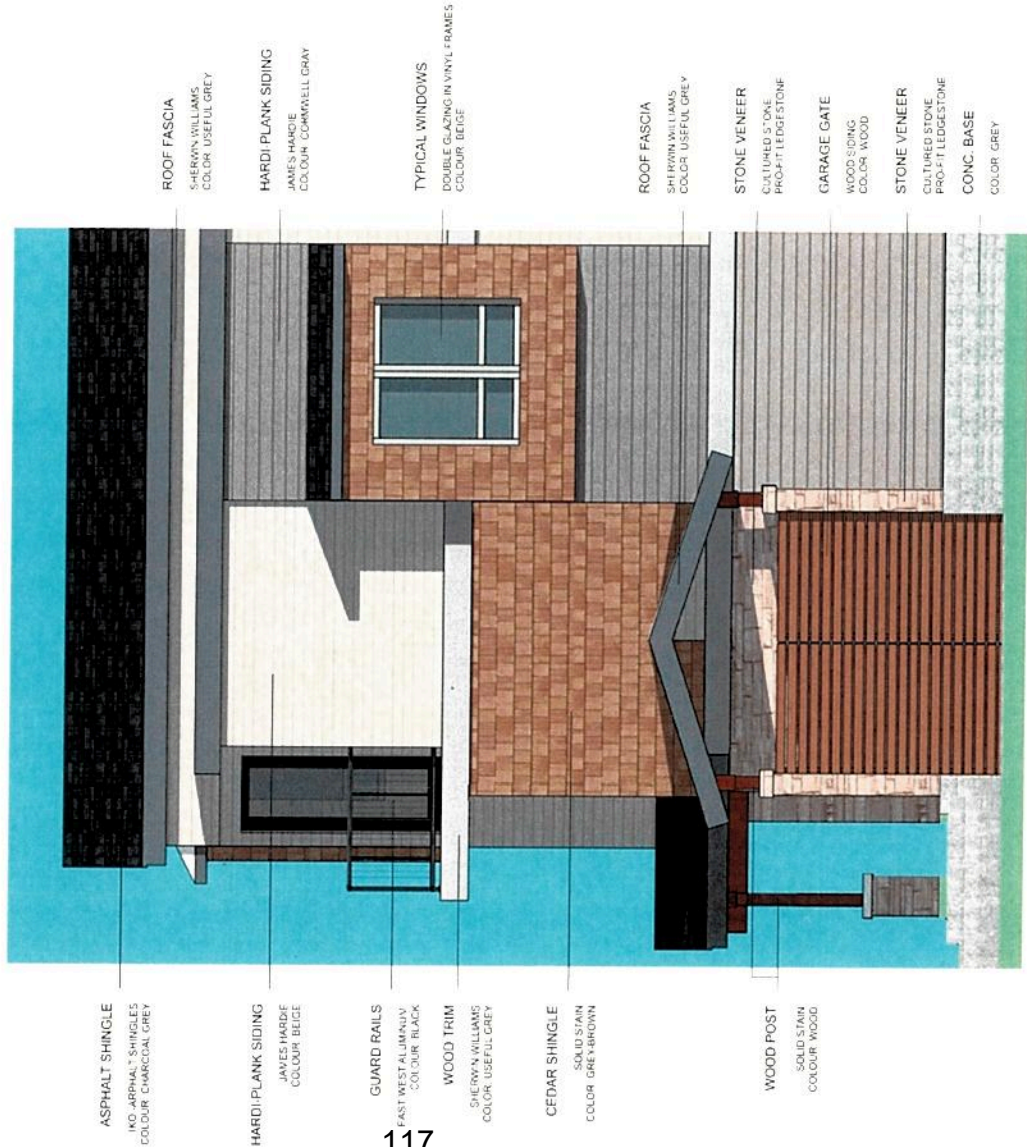 ASPHALT SHINGLE
IKO -ARPHALT SHINGLES
COLOUR: CHARCOAL GREY
HARDI-PLANK SIDING
JAMES HARDIE
COLOUR: BEIGE
GUARD RAILS
FAST WEST ALUMINUV
COLOUR: BLACK
WOOD TRIM
SHERWIN WILLIAMS
COLOR: USEFUL GREY
CEDAR SHINGLE
SOLID STAIN
COLOR: GREY-BROWN
WOOD POST
SOLID STAIN
COLOUR: WOOD
ROOF FASCIA
SHERWIN WILLIAMS
COLOR: USEFUL GREY
HARDI-PLANK SIDING
JAMES HARDIE
COLOUR: CORMWELL GRAY
TYPICAL WINDOWS
DOUBLE GLAZING IN VINYL FRAMES
COLOUR: BEIGE
ROOF FASCIA
SHERWIN WILLIAMS
COLOR: USEFUL GREY
STONE VENEER
CULTURED STONE
PRO-FIT LEDGESTONE
GARAGE GATE
WOOD SIDING
COLOR: WOOD
STONE VENEER
CULTURED STONE
PRO-FIT LEDGESTONE
CONC. BASE
COLOR: GREY
117